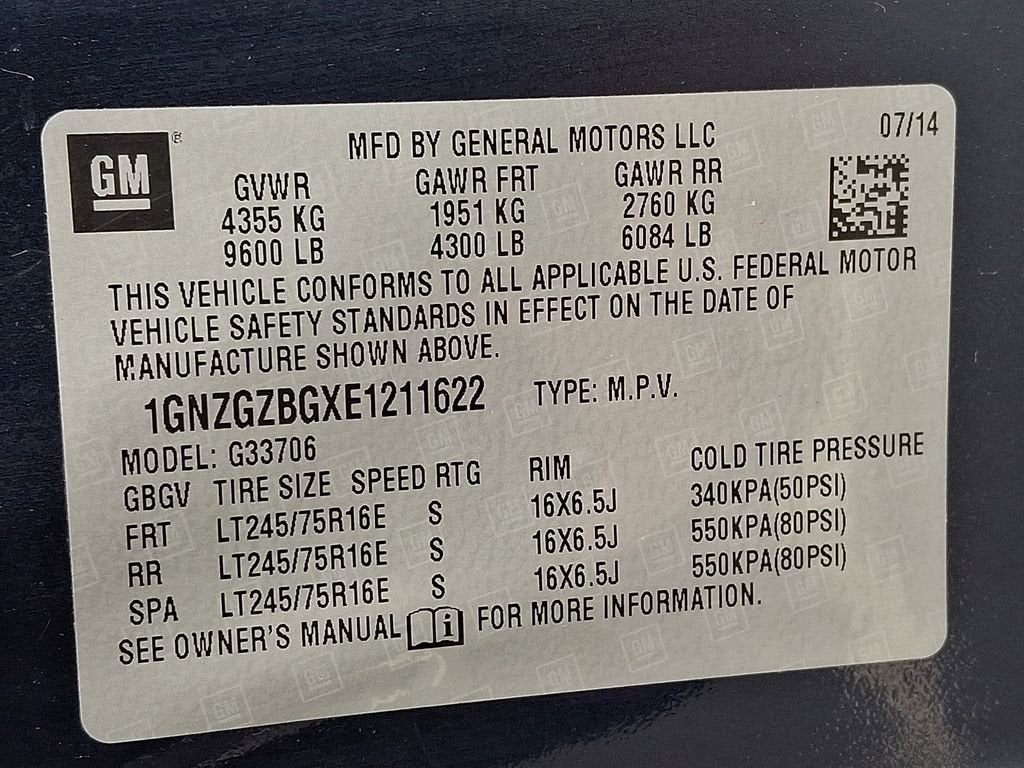 GM ®
MFD BY GENERAL MOTORS LLC 07/14
GVWR GAWR FRT GAWR RR
4355 KG 1951 KG 2760 KG
9600 LB 4300 LB 6084 LB
THIS VEHICLE CONFORMS TO ALL APPLICABLE U.S. FEDERAL MOTOR
VEHICLE SAFETY STANDARDS IN EFFECT ON THE DATE OF
MANUFACTURE SHOWN ABOVE.
1GNZGZBGXE1211622 TYPE: M.P.V.
MODEL: G33706
GBGV TIRE SIZE SPEED RTG RIM COLD TIRE PRESSURE
FRT LT245/75R16E S 16X6.5J 340KPA(50PSI)
RR LT245/75R16E S 16X6.5J 550KPA(80PSI)
SPA LT245/75R16E S 16X6.5J 550KPA(80PSI)
SEE OWNER'S MANUAL i FOR MORE INFORMATION.